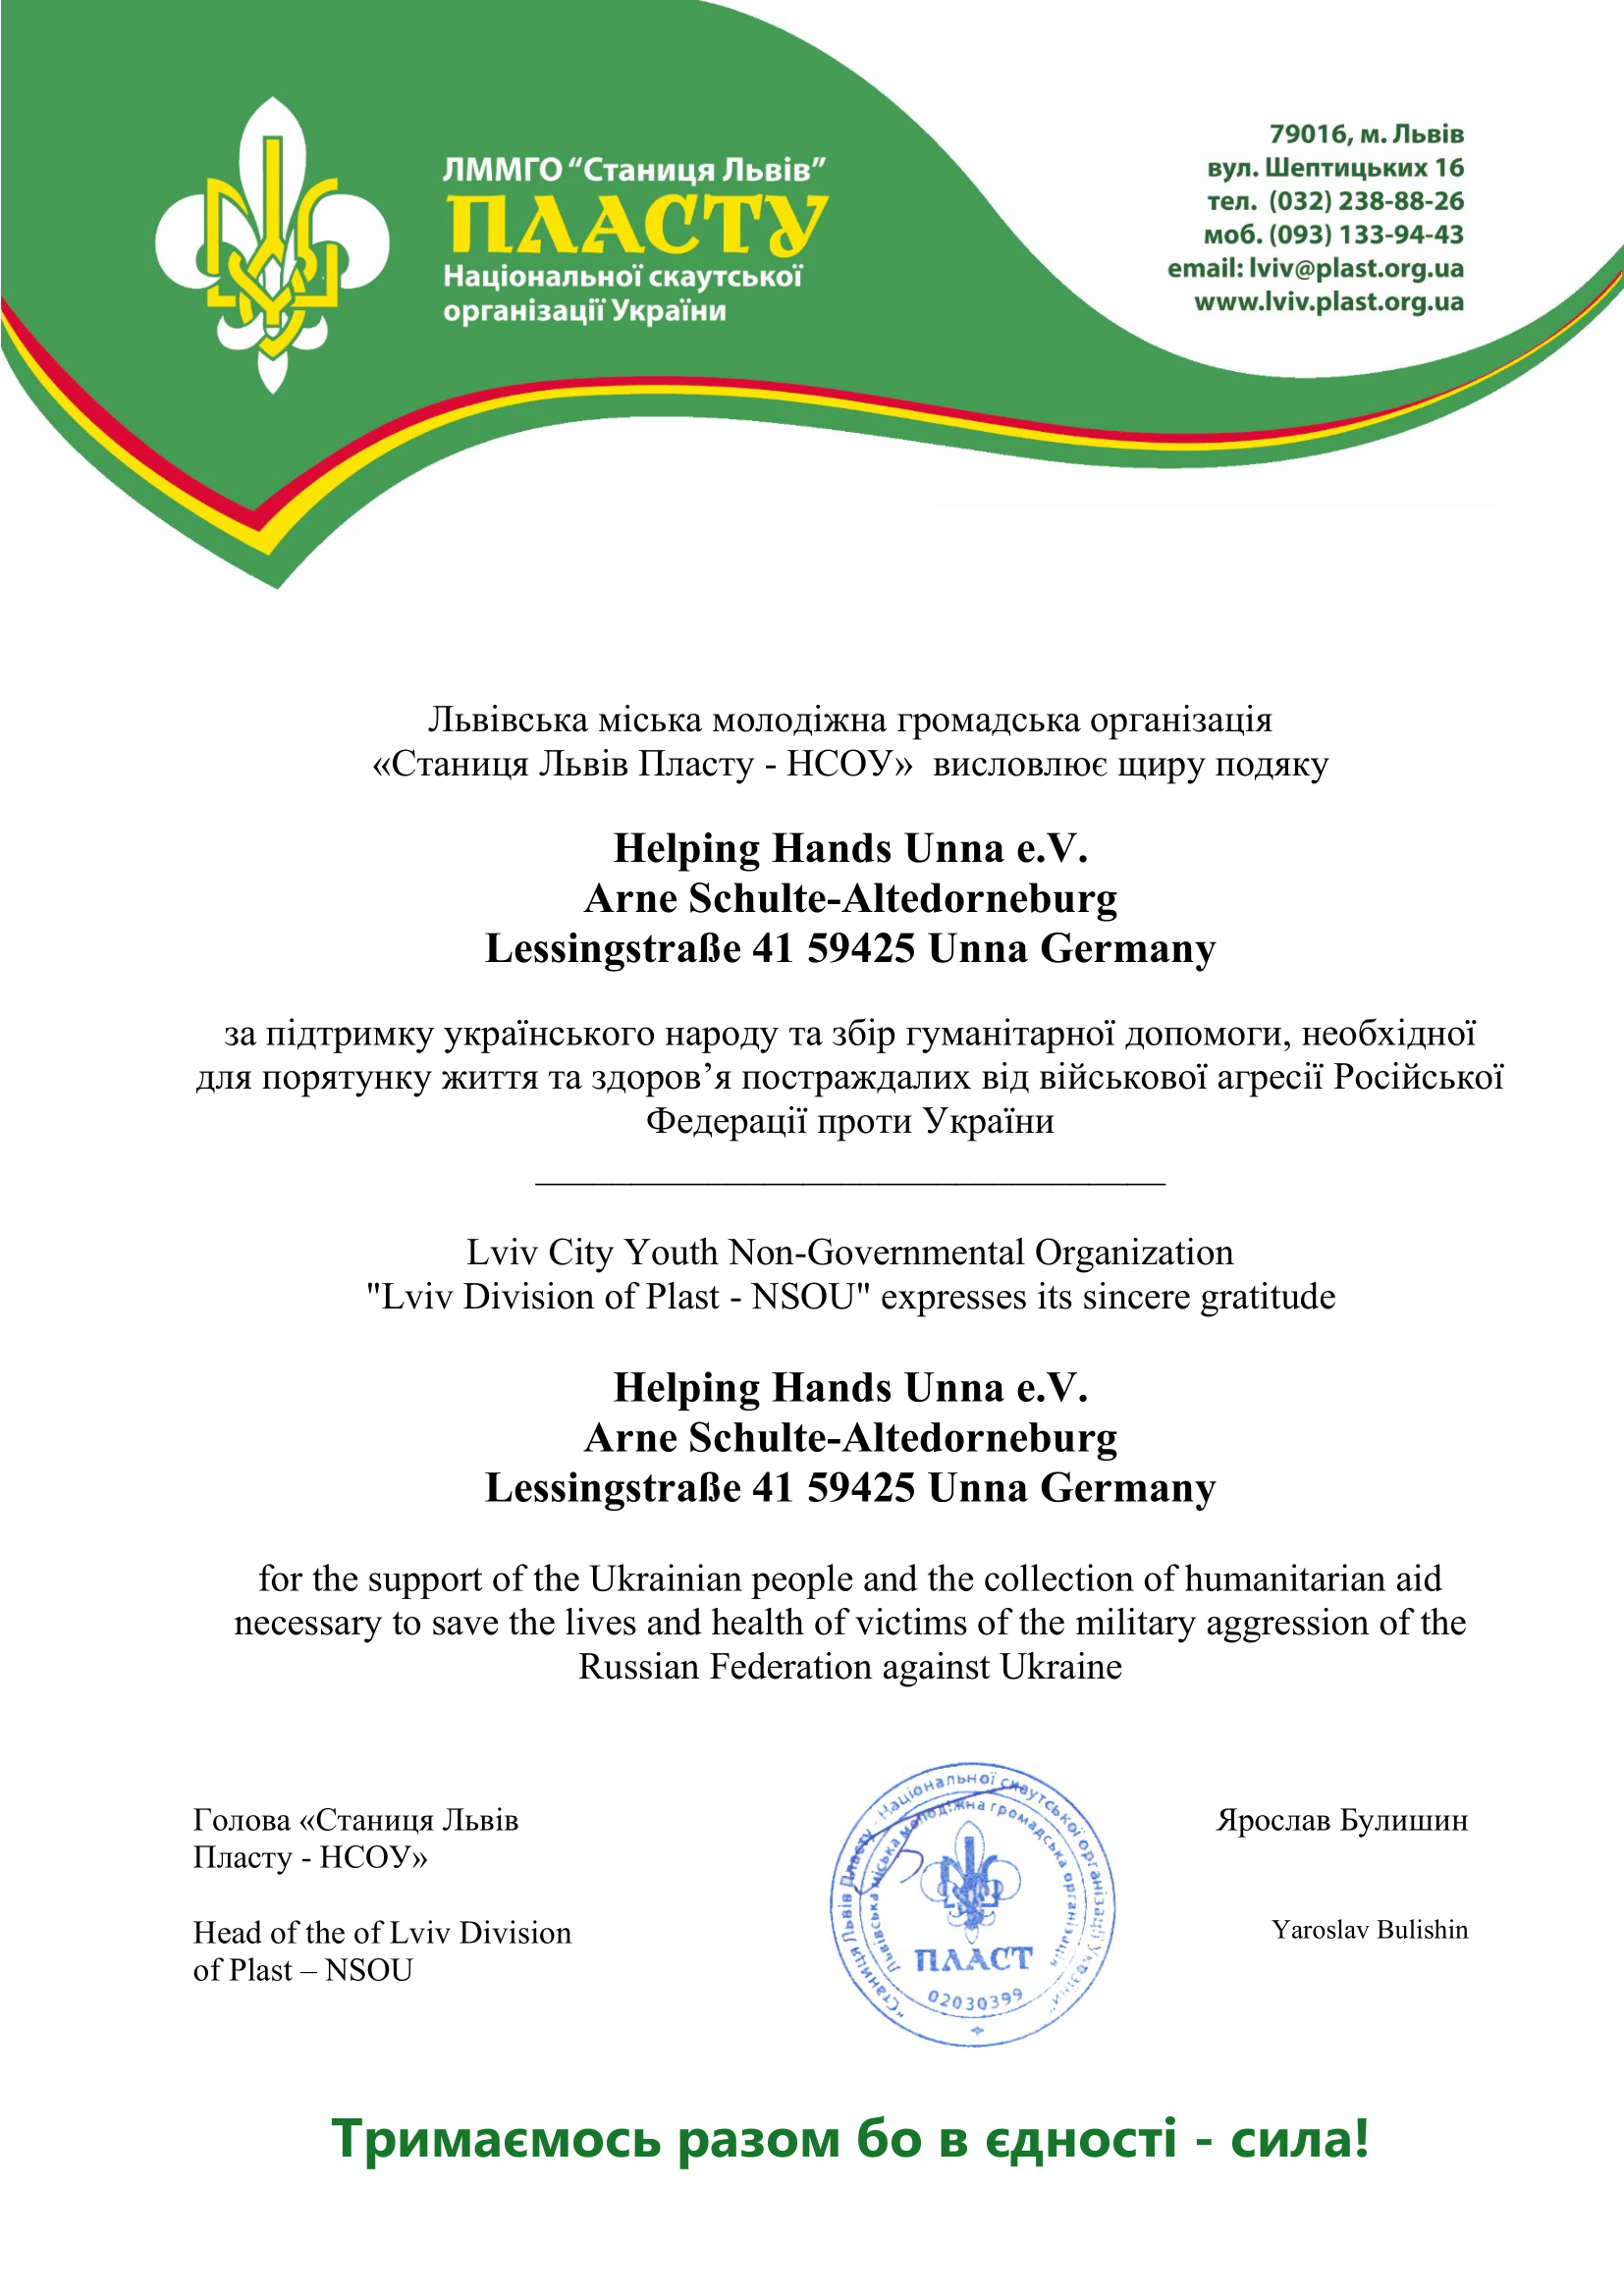 ЛММГО “Станиця Львів”
ПЛАСТУ
Національної скаутської
організації України
79016, м. Львів
вул. Шептицьких 16
тел. (032) 238-88-26
моб. (093) 133-94-43
email: lviv@plast.org.ua
www.lviv.plast.org.ua
Львівська міська молодіжна громадська організація
«Станиця Львів Пласту - НСОУ» висловлює щиру подяку
Helping Hands Unna e.V.
Arne Schulte-Altedorneburg
Lessingstraße 41 59425 Unna Germany
за підтримку українського народу та збір гуманітарної допомоги, необхідної
для порятунку життя та здоров’я постраждалих від військової агресії Російської
Федерації проти України
Lviv City Youth Non-Governmental Organization
"Lviv Division of Plast - NSOU" expresses its sincere gratitude
Helping Hands Unna e.V.
Arne Schulte-Altedorneburg
Lessingstraße 41 59425 Unna Germany
for the support of the Ukrainian people and the collection of humanitarian aid
necessary to save the lives and health of victims of the military aggression of the
Russian Federation against Ukraine
Голова «Станиця Львів
Пласту - НСОУ»
Head of the of Lviv Division
of Plast – NSOU
"Станиця Львів Пласту - Національної скаутської організації України"
Львівська міська молодіжна громадська організація
ПЛАСТ
02030399
Ярослав Булишин
Yaroslav Bulishin
Тримаємось разом бо в єдності - сила!